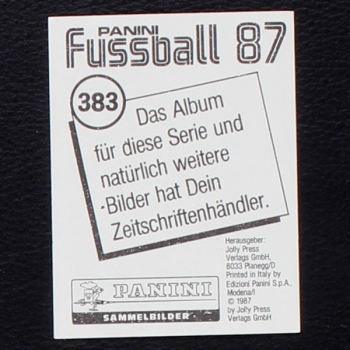 PANINI
Fussball 87
383
Das Album
für diese Serie und
natürlich weitere
-Bilder hat Dein
Zeitschriftenhändler.
PANINI
SAMMELBILDER
Herausgeber:
Jolly Press
Verlags GmbH,
8033 Planegg/D
Printed in Italy by
Edizioni Panini S.p.A.,
Modena/I
© 1987
by Jolly Press
Verlags GmbH